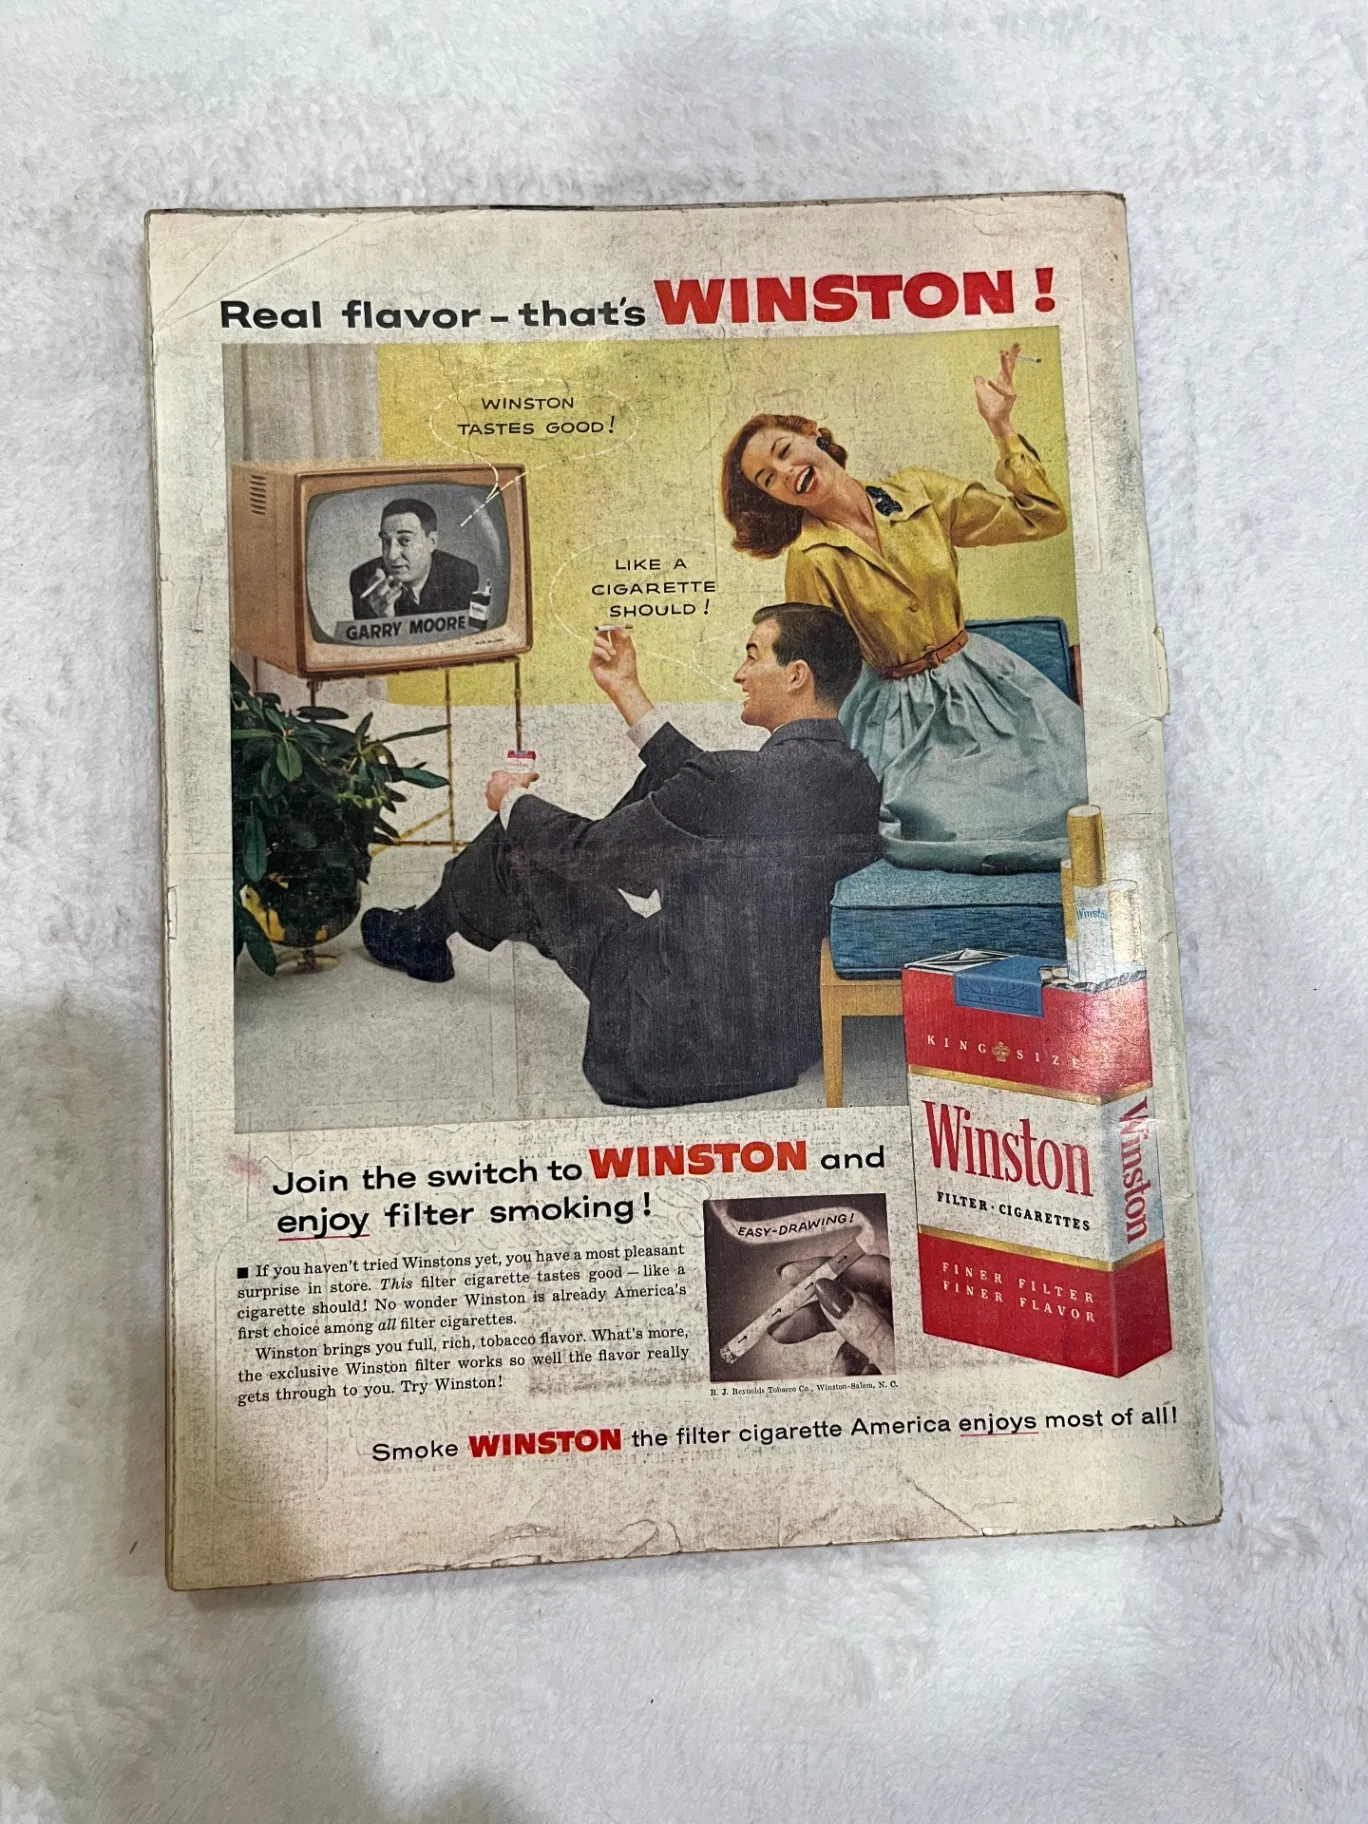 Real flavor – that's WINSTON!
WINSTON
TASTES GOOD!
GARRY MOORE
LIKE A
CIGARETTE
SHOULD!
Winston
Winston
KING SIZE
Winston
FILTER·CIGARETTES
FINER FILTER
FINER FLAVOR
Winston
Join the switch to WINSTON and
enjoy filter smoking!
■ If you haven't tried Winstons yet, you have a most pleasant
surprise in store. This filter cigarette tastes good – like a
cigarette should! No wonder Winston is already America's
first choice among all filter cigarettes.
Winston brings you full, rich, tobacco flavor. What's more,
the exclusive Winston filter works so well the flavor really
gets through to you. Try Winston!
EASY-DRAWING!
R. J. Reynolds Tobacco Co., Winston-Salem, N. C.
Smoke WINSTON the filter cigarette America enjoys most of all!